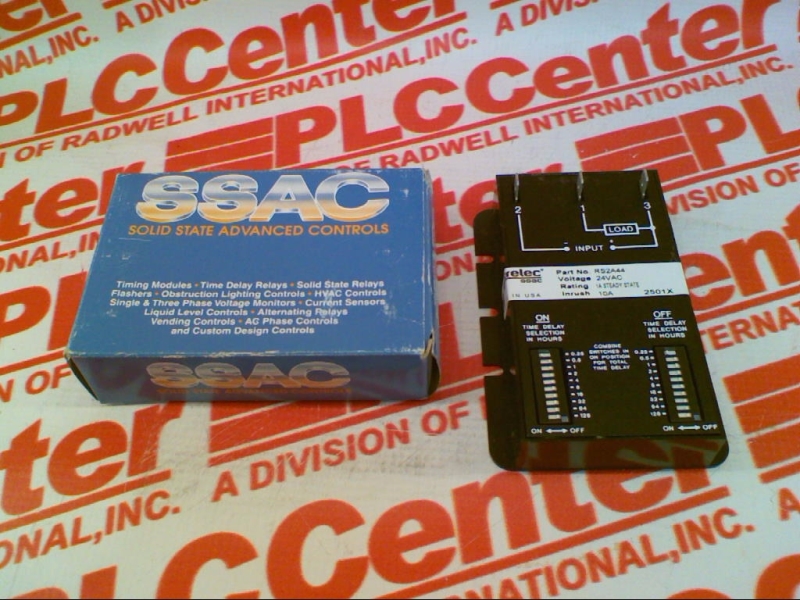 PLCCenter
A DIVISION OF RADWELL INTERNATIONAL, INC.
SSAC
SOLID STATE ADVANCED CONTROLS
Timing Modules • Time Delay Relays • Solid State Relays
Flashers • Obstruction Lighting Controls • HVAC Controls
Single & Three Phase Voltage Monitors • Current Sensors
Liquid Level Controls • Alternating Relays
Vending Controls • AC Phase Controls
and Custom Design Controls
SSAC
2 1 3
LOAD
INPUT
relec
Part No. RS2A44
Voltage 24VAC
Rating 1A STEADY STATE
IN USA Inrush 10A 2501X
ON
TIME DELAY
SELECTION
IN HOURS
OFF
TIME DELAY
SELECTION
IN HOURS
COMBINE
SWITCHES IN
ON POSITION
FOR TOTAL
TIME DELAY
ON OFF
ON OFF